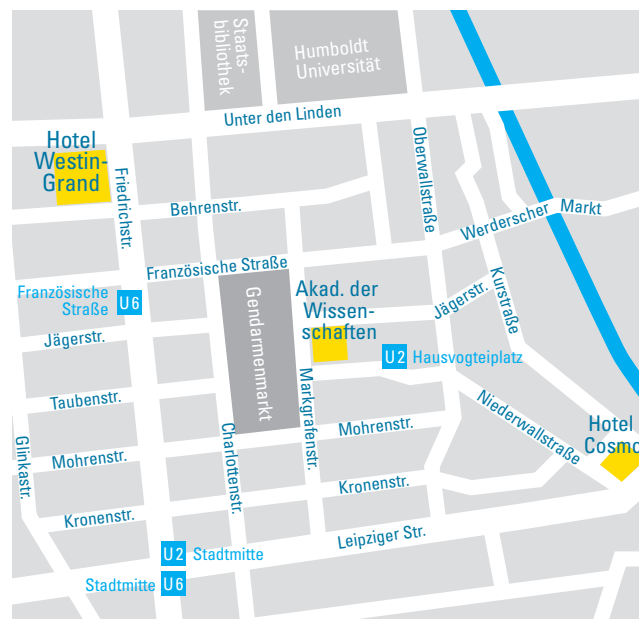 Staats-
bibliothek
Humboldt
Universität
Unter den Linden
Hotel
Westin-
Grand
Friedrichstr.
Oberwallstraße
Behrenstr.
Werderscher Markt
Französische Straße
Französische
Straße U6
Gendarmenmarkt
Akad. der
Wissen-
schaften
Jägerstr.
Kurstraße
Jägerstr.
U2 Hausvogteiplatz
Taubenstr.
Markgrafenstr.
Niederwallstraße
Hotel
Cosmo
Glinkastr.
Mohrenstr.
Charlottenstr.
Mohrenstr.
Kronenstr.
Kronenstr.
Leipziger Str.
U2 Stadtmitte
Stadtmitte U6